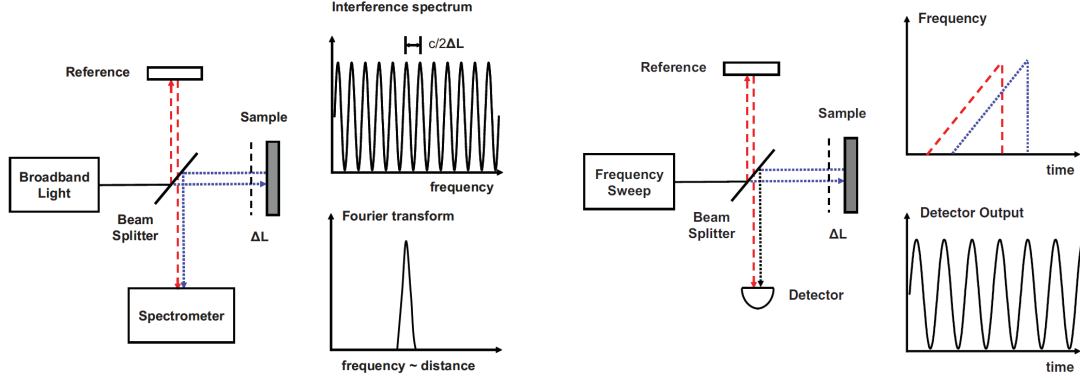 Interference spectrum
c/2ΔL
Reference
Sample
frequency
Broadband
Light
Beam
Splitter
ΔL
Fourier transform
Spectrometer
frequency ~ distance
Frequency
Reference
Sample
time
Frequency
Sweep
Beam
Splitter
ΔL
Detector Output
Detector
time